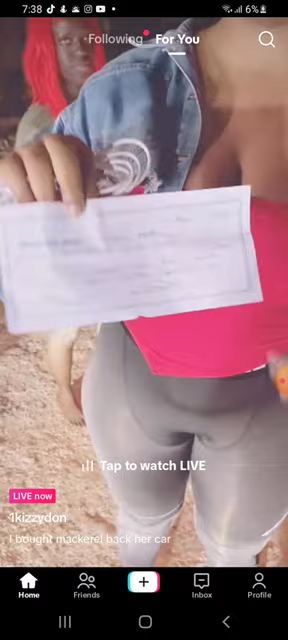 7:38
6%
Following
For You
Tap to watch LIVE
LIVE now
1kizzydon
I bought mackerel back her car
Home
Friends
Inbox
Profile